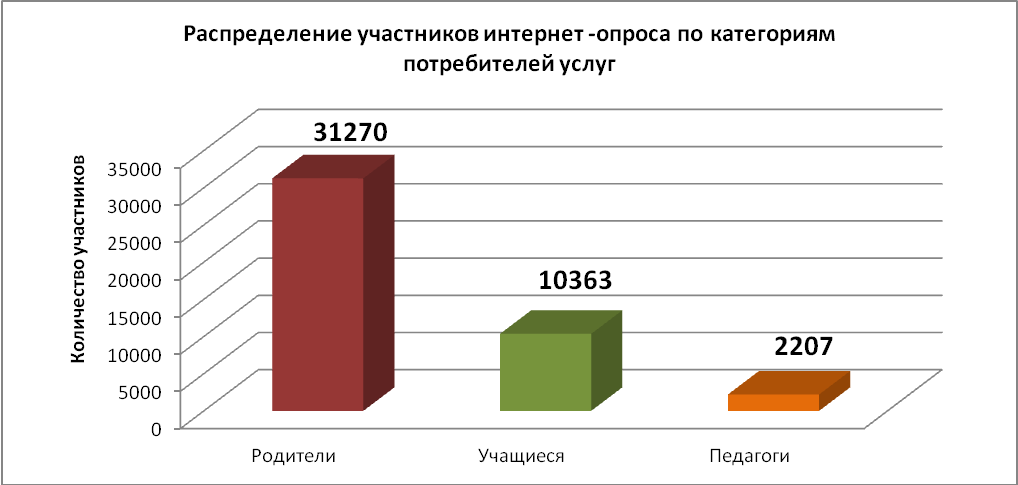 Распределение участников интернет -опроса по категориям
потребителей услуг
Количество участников
35000
30000
25000
20000
15000
10000
5000
0
31270
10363
2207
Родители
Учащиеся
Педагоги